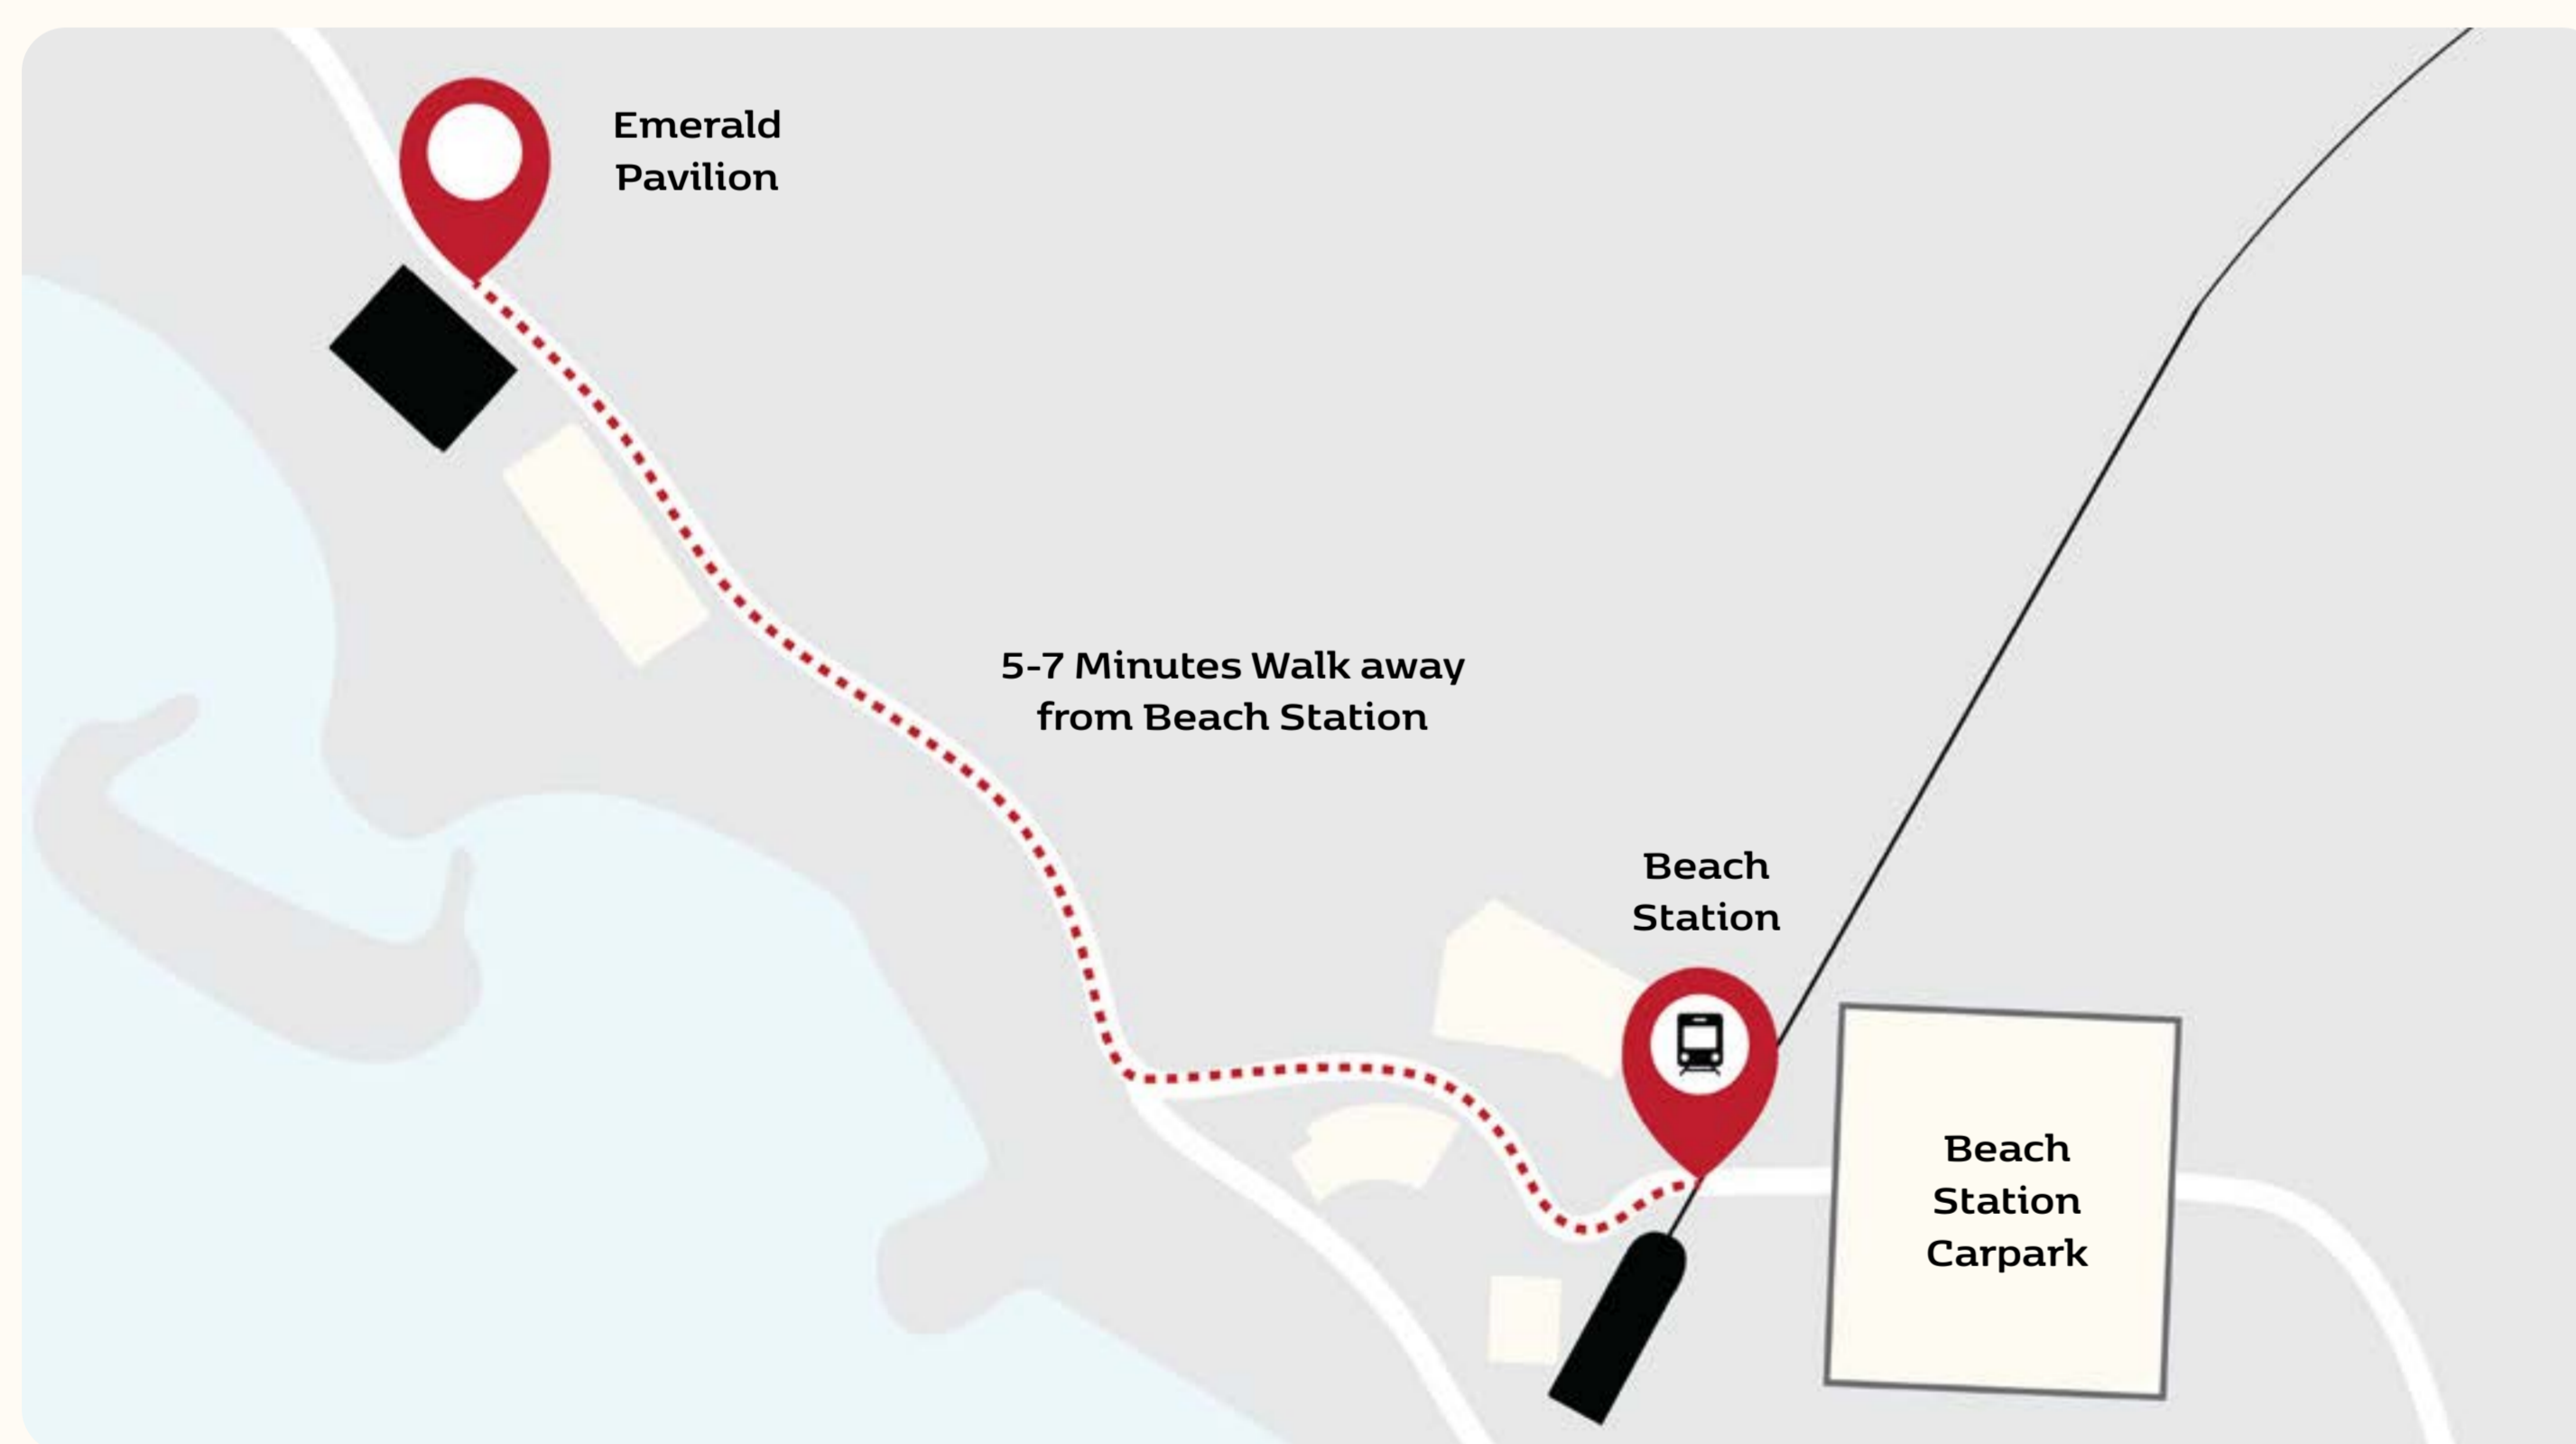 Emerald
Pavilion
5-7 Minutes Walk away
from Beach Station
Beach
Station
Beach
Station
Carpark